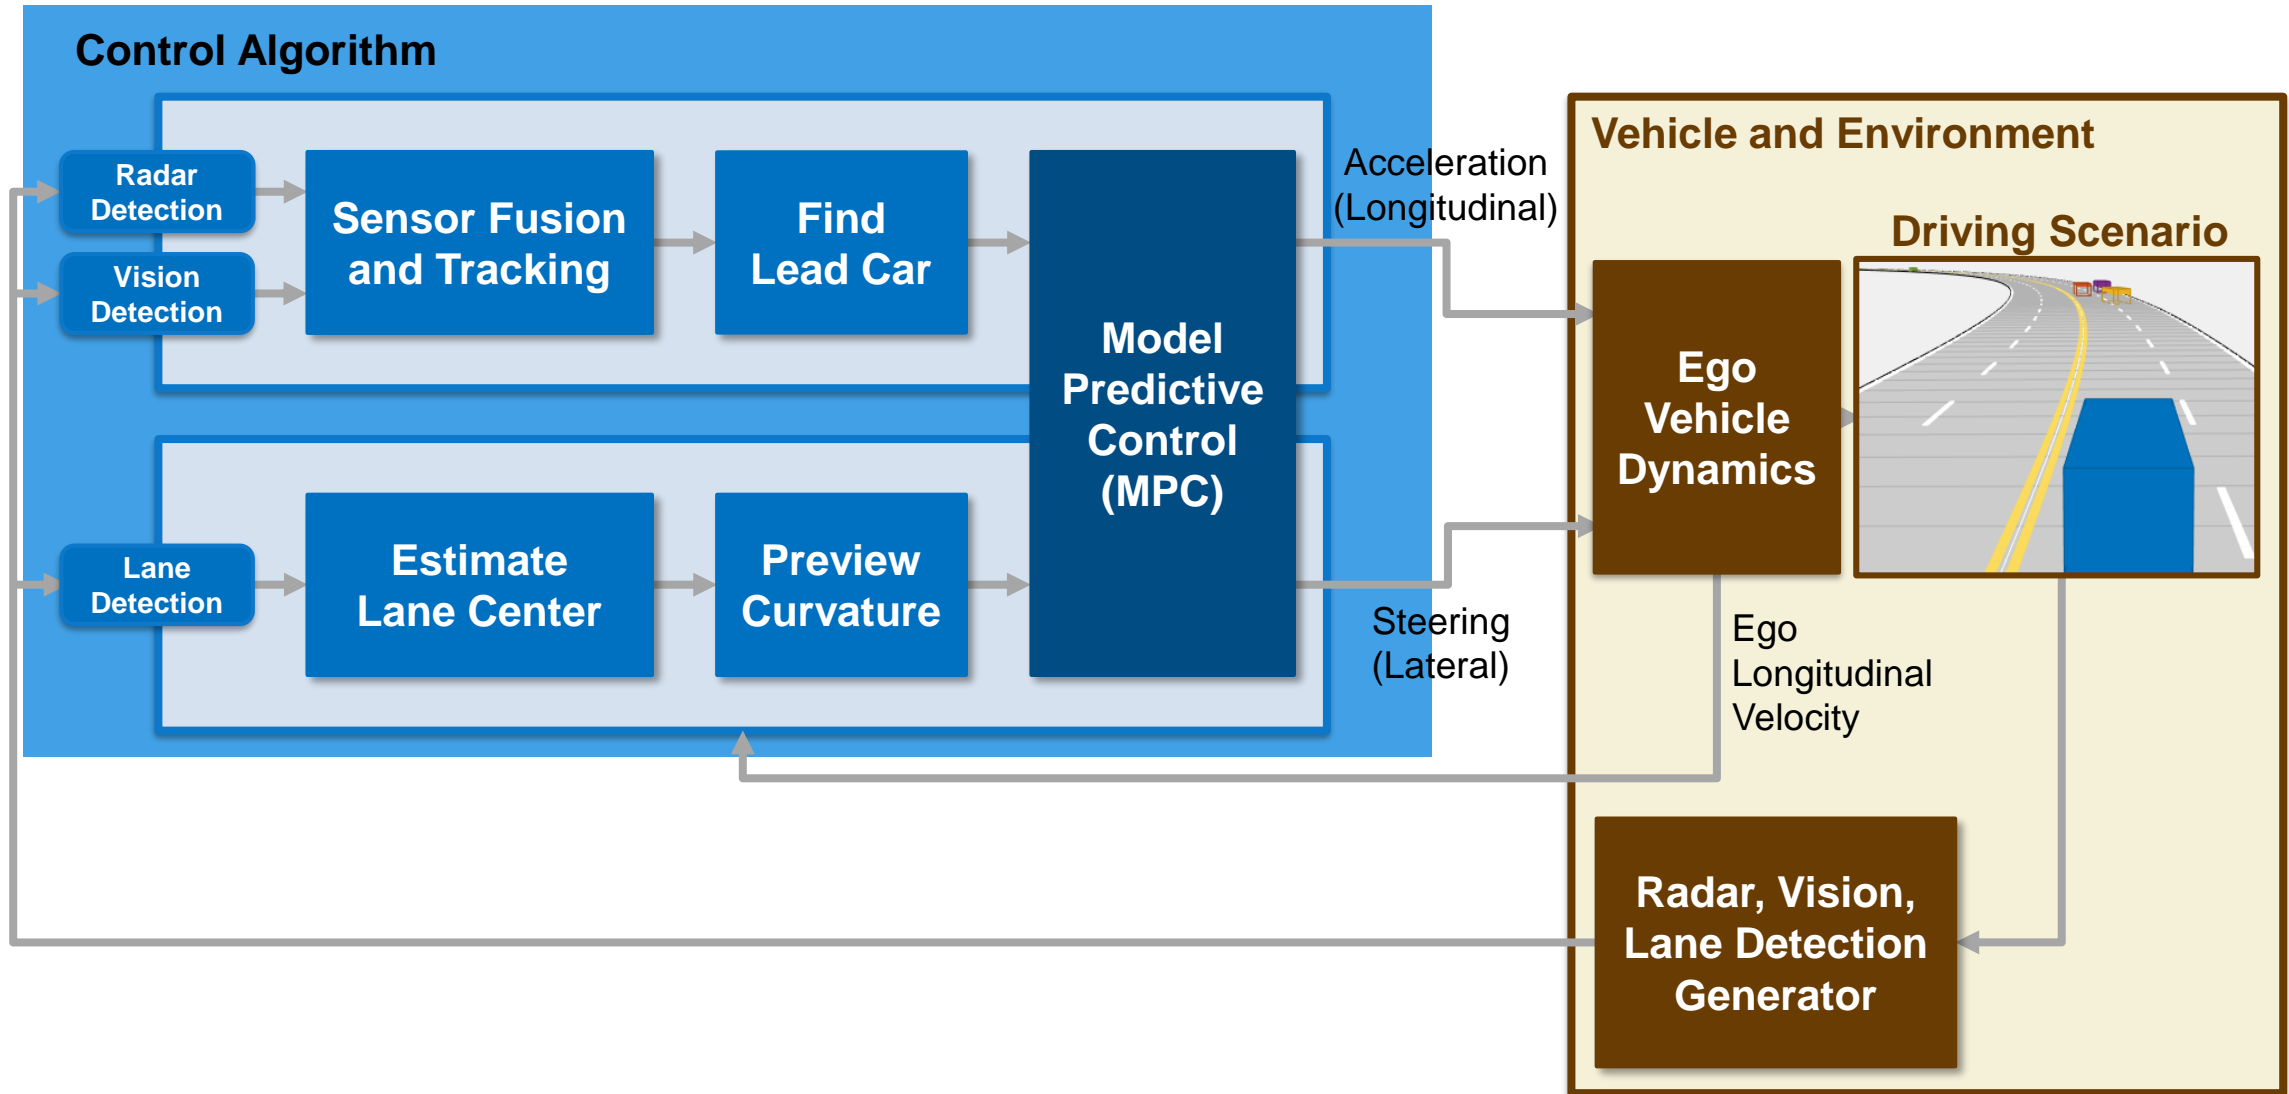 Control Algorithm
Radar
Detection
Vision
Detection
Sensor Fusion
and Tracking
Find
Lead Car
Model
Predictive
Control
(MPC)
Lane
Detection
Estimate
Lane Center
Preview
Curvature
Acceleration
(Longitudinal)
Steering
(Lateral)
Vehicle and Environment
Driving Scenario
Ego
Vehicle
Dynamics
Ego
Longitudinal
Velocity
Radar, Vision,
Lane Detection
Generator